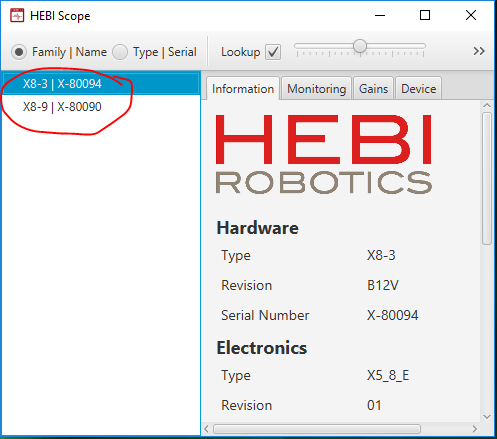 HEBI Scope
Family | Name Type | Serial Lookup >>
X8-3 | X-80094
X8-9 | X-80090
Information Monitoring Gains Device
HEBI
ROBOTICS
Hardware
Type X8-3
Revision B12V
Serial Number X-80094
Electronics
Type X5_8_E
Revision 01